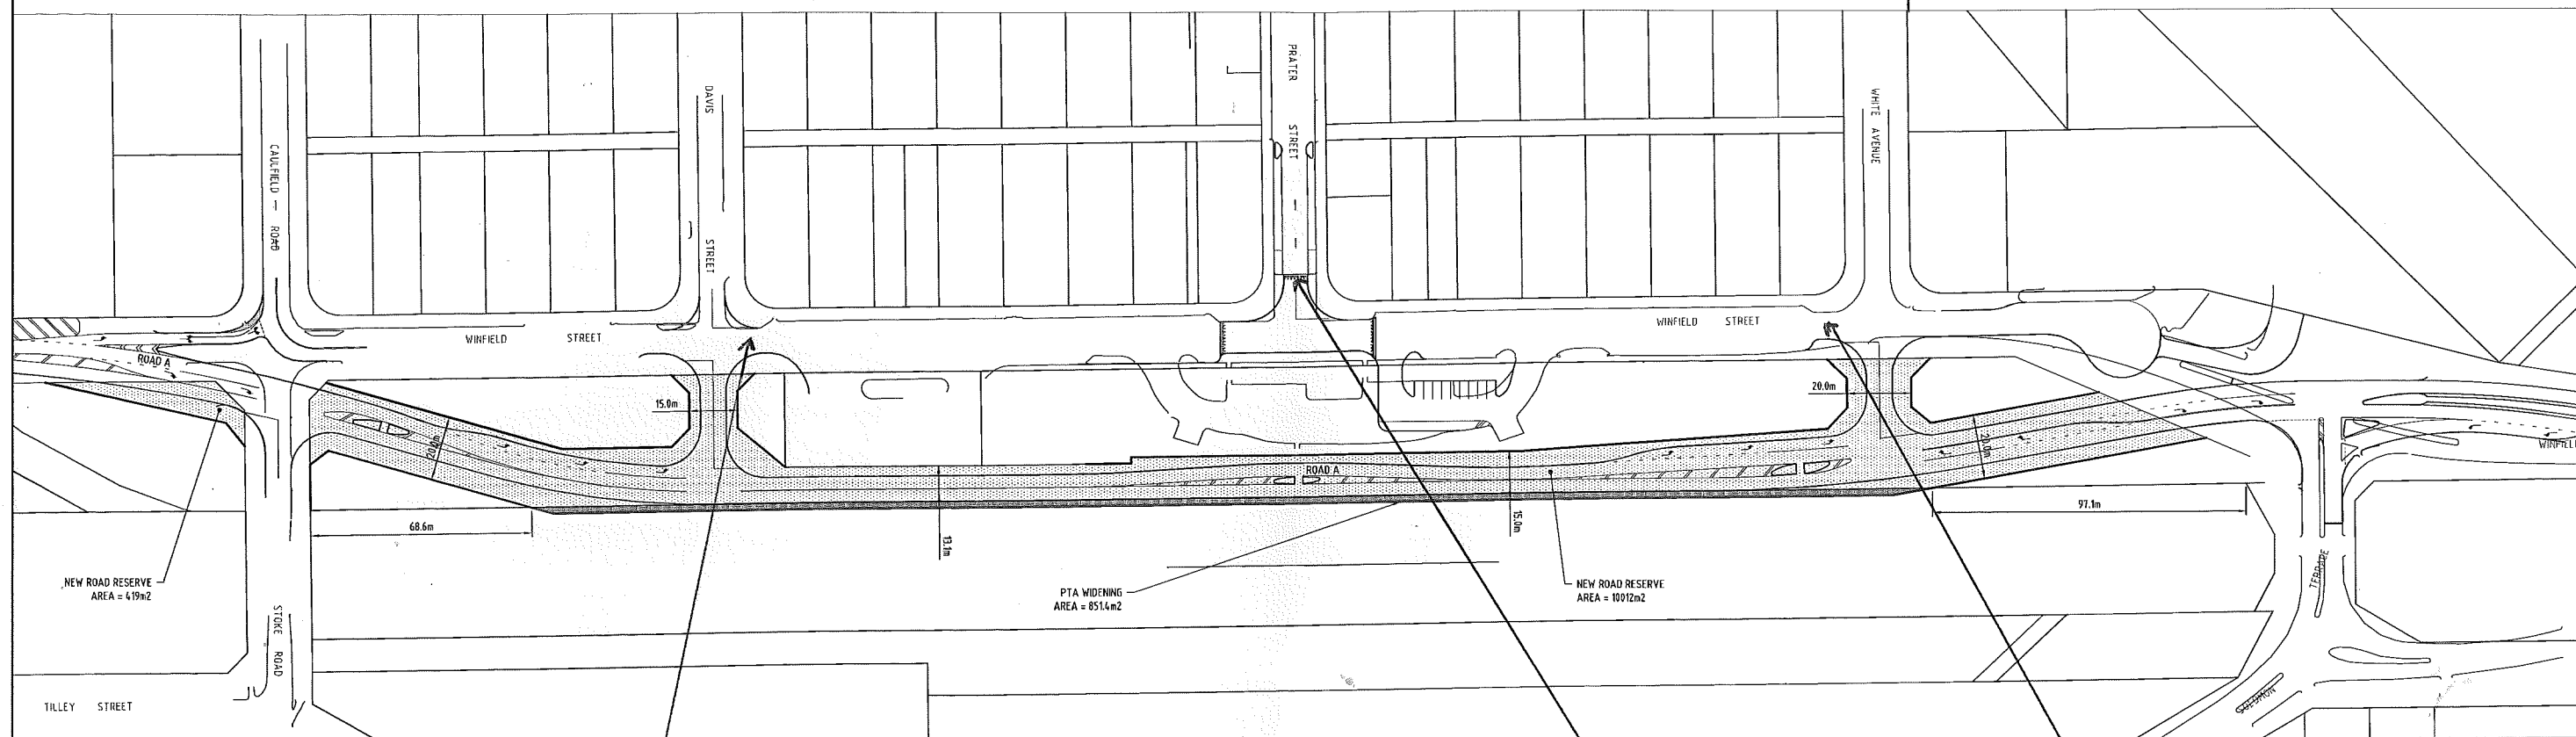 PRATER STREET
DAVIS STREET
WHITE AVENUE
CAULFIELD ROAD
WINFIELD STREET
WINFIELD STREET
ROAD A
20.0m
15.0m
20.0m
20.0m
WINFIEL
ROAD A
68.6m
13.1m
15.0m
97.1m
NEW ROAD RESERVE
AREA = 419m2
PTA WIDENING
AREA = 851.4m2
NEW ROAD RESERVE
AREA = 10012m2
TERRACE
STOKE ROAD
SOLOMON
TILLEY STREET